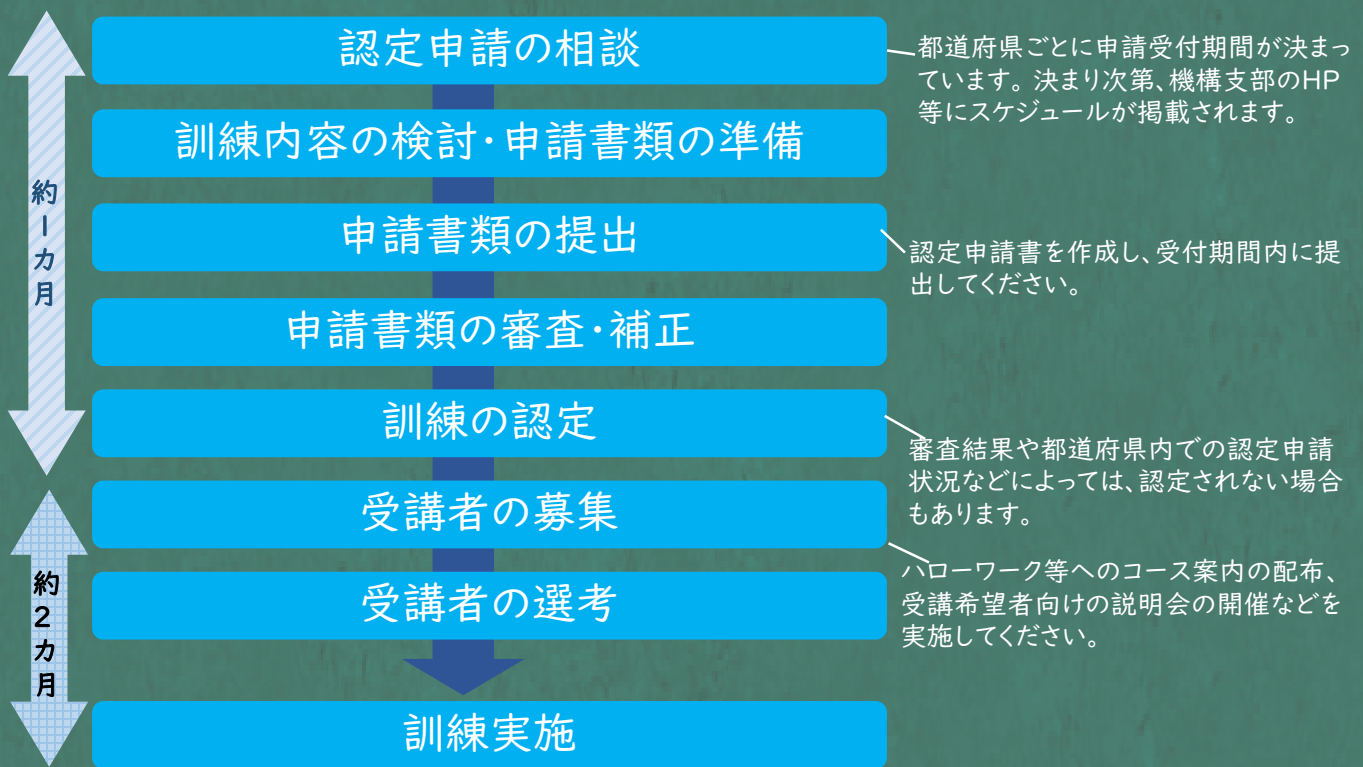 認定申請の相談
都道府県ごとに申請受付期間が決まっ
ています。決まり次第、機構支部のHP
等にスケジュールが掲載されます。
訓練内容の検討・申請書類の準備
約1カ月
申請書類の提出
認定申請書を作成し、受付期間内に提
出してください。
申請書類の審査・補正
訓練の認定
審査結果や都道府県内での認定申請
状況などによっては、認定されない場合
もあります。
受講者の募集
ハローワーク等へのコース案内の配布、
受講希望者向けの説明会の開催などを
実施してください。
約2カ月
受講者の選考
訓練実施